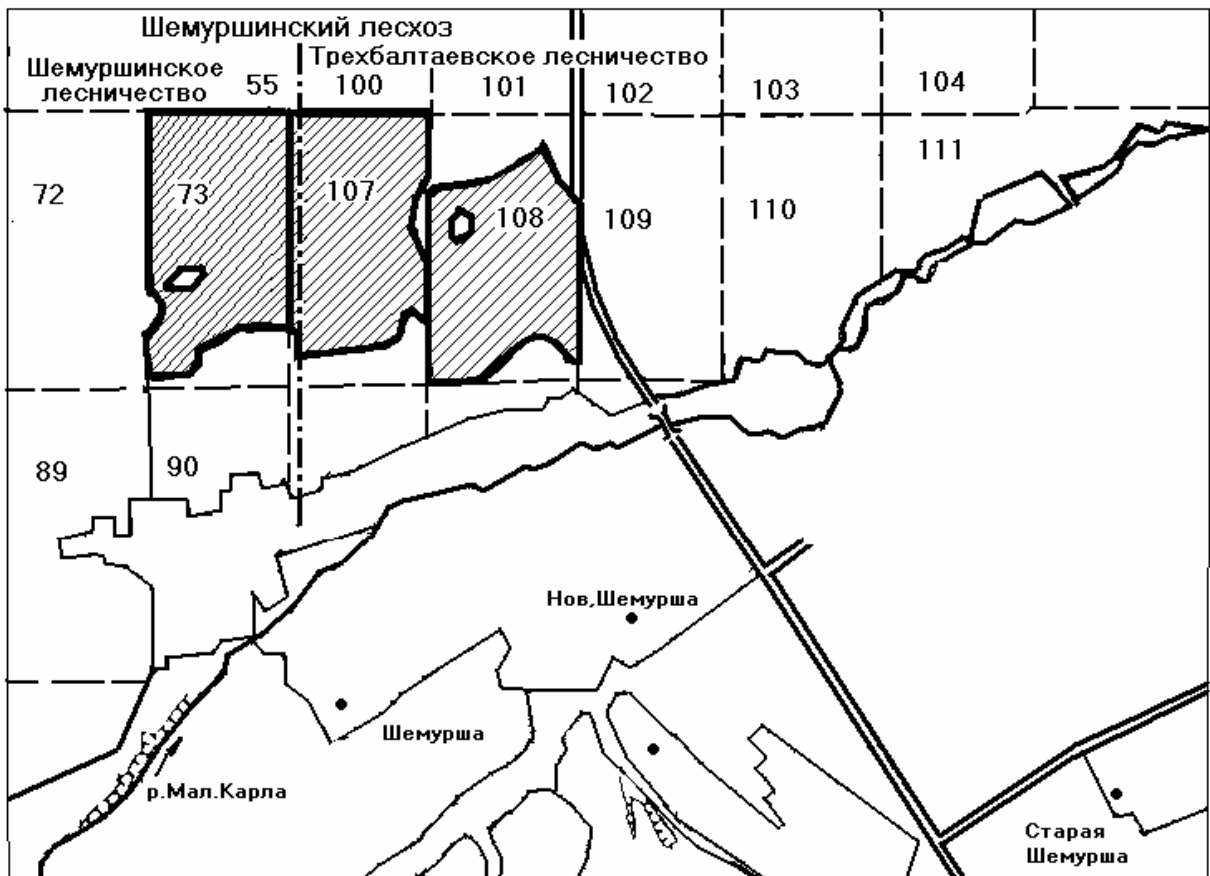 Шемуршинский лесхоз
Трехбалтаевское лесничество
Шемуршинское
лесничество
55 100 101 102 103 104
72 73 107 108 109 110 111
89 90
Нов,Шемурша
Шемурша
р.Мал.Карла
Старая
Шемурша